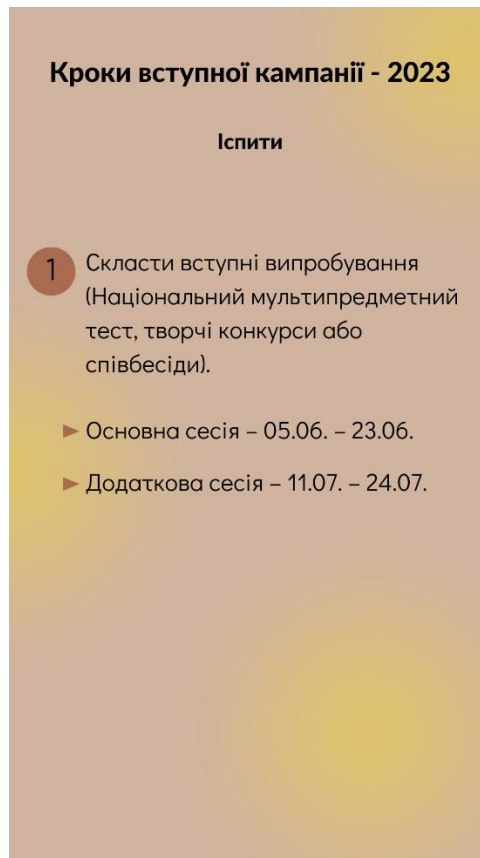 Кроки вступної кампанії - 2023
Іспити
1 Скласти вступні випробування
(Національний мультипредметний
тест, творчі конкурси або
співбесіди).
► Основна сесія – 05.06. – 23.06.
► Додаткова сесія – 11.07. – 24.07.